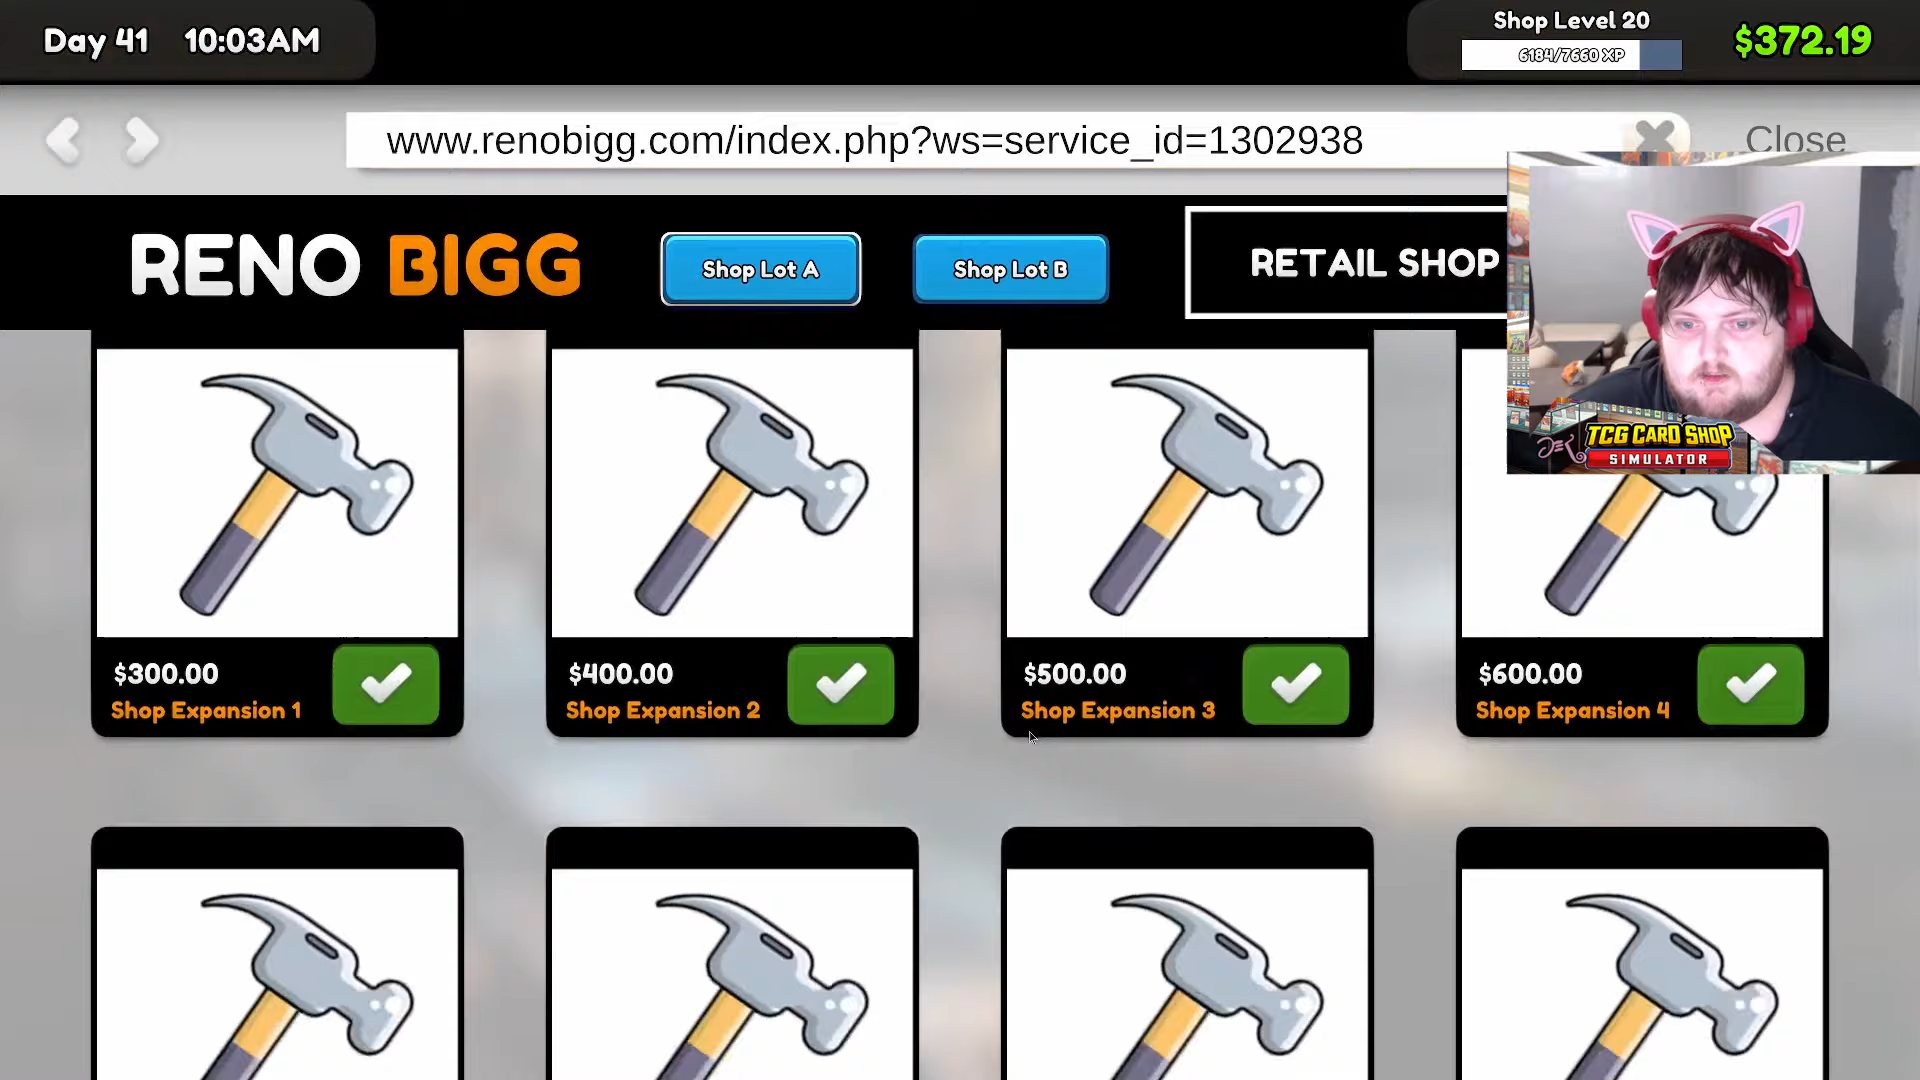 Day 41 10:03AM
Shop Level 20
6184/7660 XP
$372.19
www.renobigg.com/index.php?ws=service_id=1302938
Close
RENO BIGG
Shop Lot A
Shop Lot B
RETAIL SHOP
TCG CARD SHOP
SIMULATOR
$300.00
Shop Expansion 1
$400.00
Shop Expansion 2
$500.00
Shop Expansion 3
$600.00
Shop Expansion 4